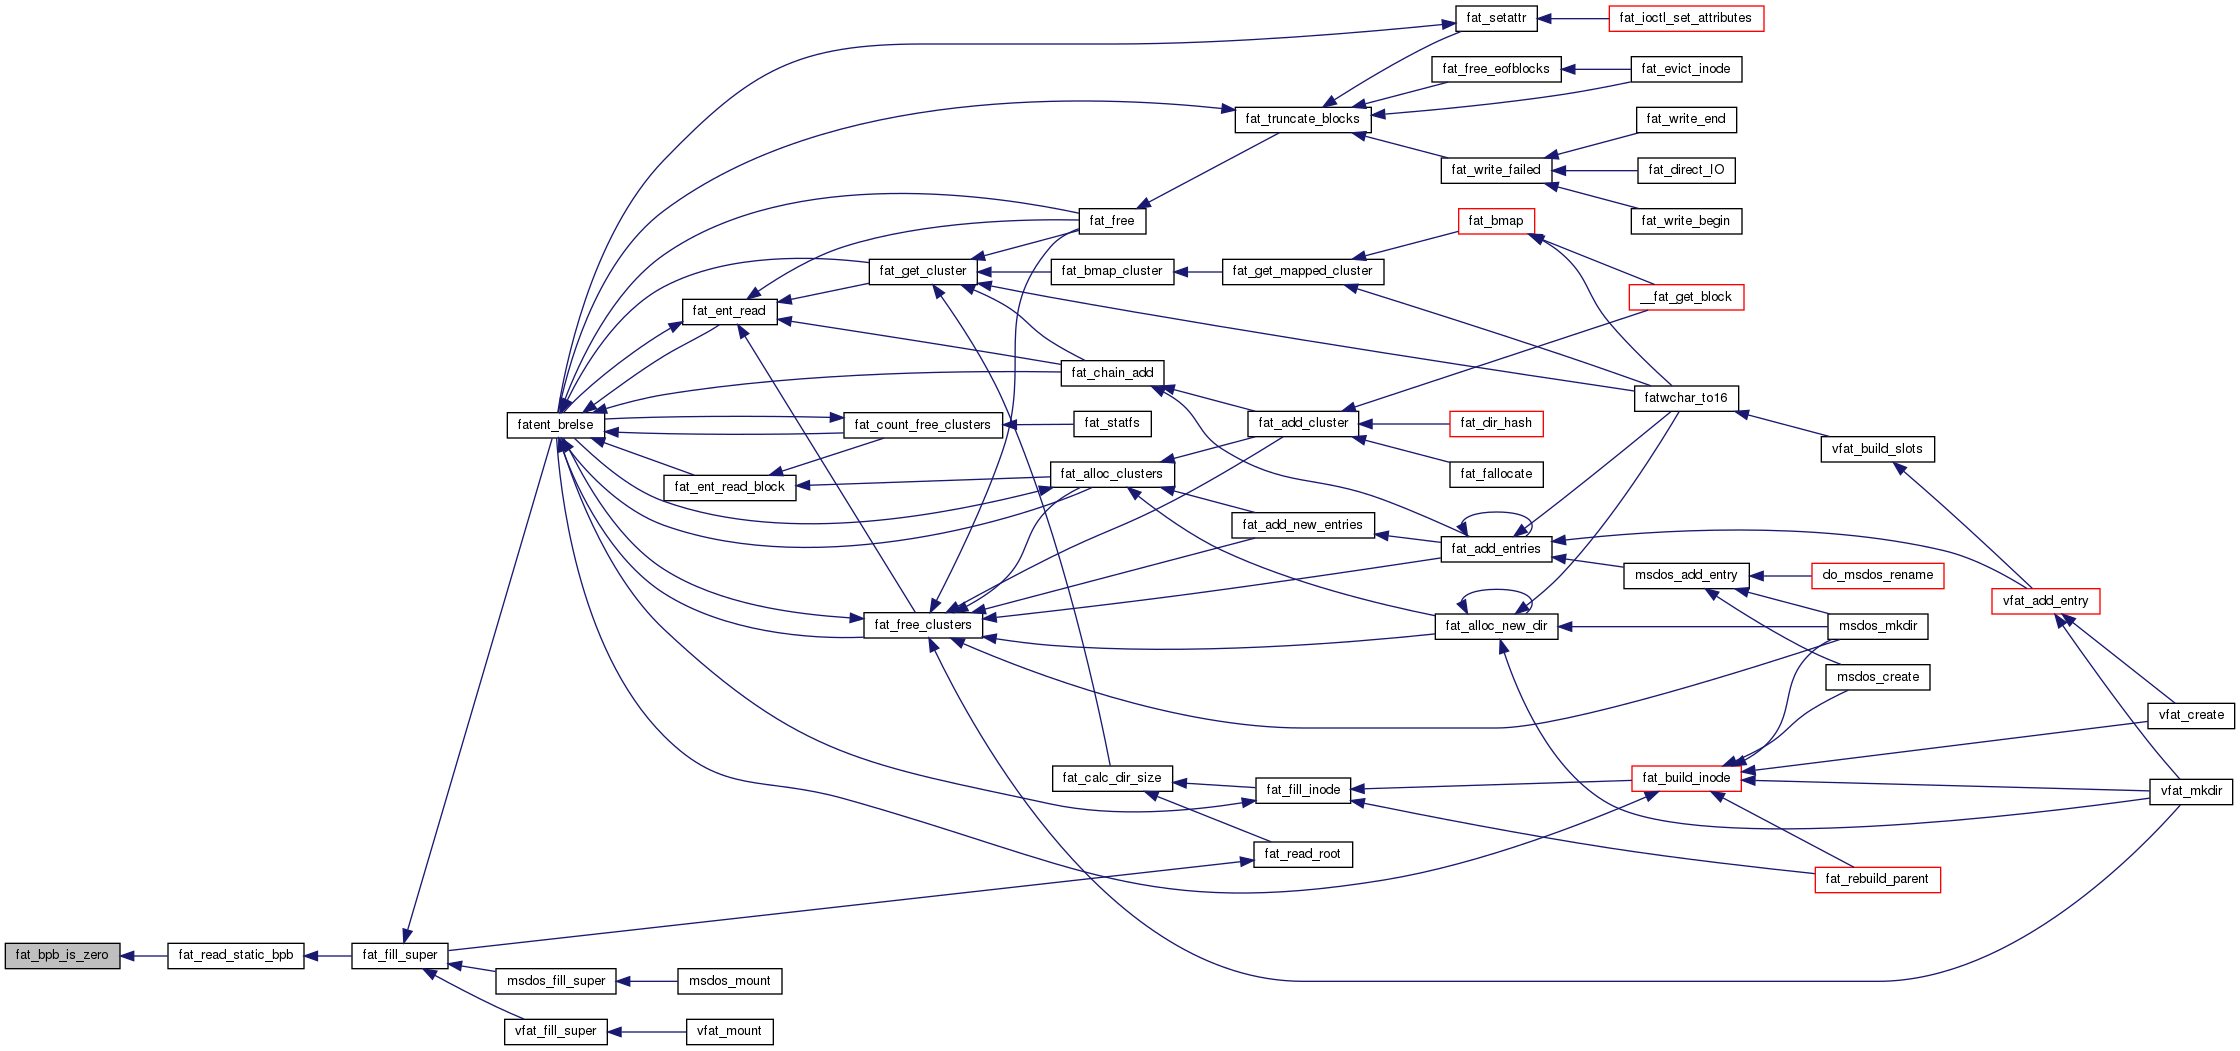 fat_setattr
fat_ioctl_set_attributes
fat_free_eofblocks
fat_evict_inode
fat_truncate_blocks
fat_write_end
fat_write_failed
fat_direct_IO
fat_free
fat_bmap
fat_write_begin
fat_get_cluster
fat_bmap_cluster
fat_get_mapped_cluster
fat_ent_read
__fat_get_block
fat_chain_add
fatwchar_to16
fatent_brelse
fat_count_free_clusters
fat_statfs
fat_add_cluster
fat_dir_hash
vfat_build_slots
fat_ent_read_block
fat_alloc_clusters
fat_fallocate
fat_add_new_entries
fat_add_entries
msdos_add_entry
do_msdos_rename
vfat_add_entry
fat_free_clusters
fat_alloc_new_dir
msdos_mkdir
msdos_create
vfat_create
fat_calc_dir_size
fat_fill_inode
fat_build_inode
vfat_mkdir
fat_read_root
fat_rebuild_parent
fat_bpb_is_zero
fat_read_static_bpb
fat_fill_super
msdos_fill_super
msdos_mount
vfat_fill_super
vfat_mount